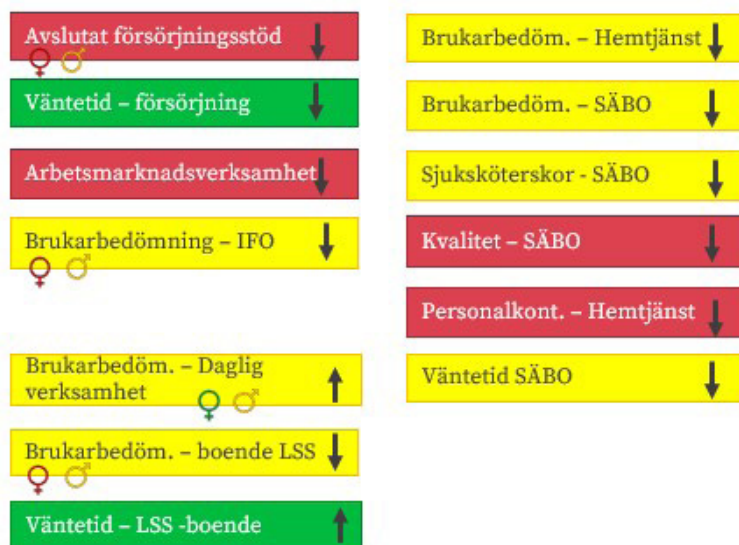 Avslutat försörjningsstöd
Väntetid – försörjning
Arbetsmarknadsverksamhet
Brukarbedömning – IFO
Brukarbedöm. – Daglig
verksamhet
Brukarbedöm. – boende LSS
Väntetid – LSS -boende
Brukarbedöm. – Hemtjänst
Brukarbedöm. – SÄBO
Sjuksköterskor - SÄBO
Kvalitet – SÄBO
Personalkont. – Hemtjänst
Väntetid SÄBO